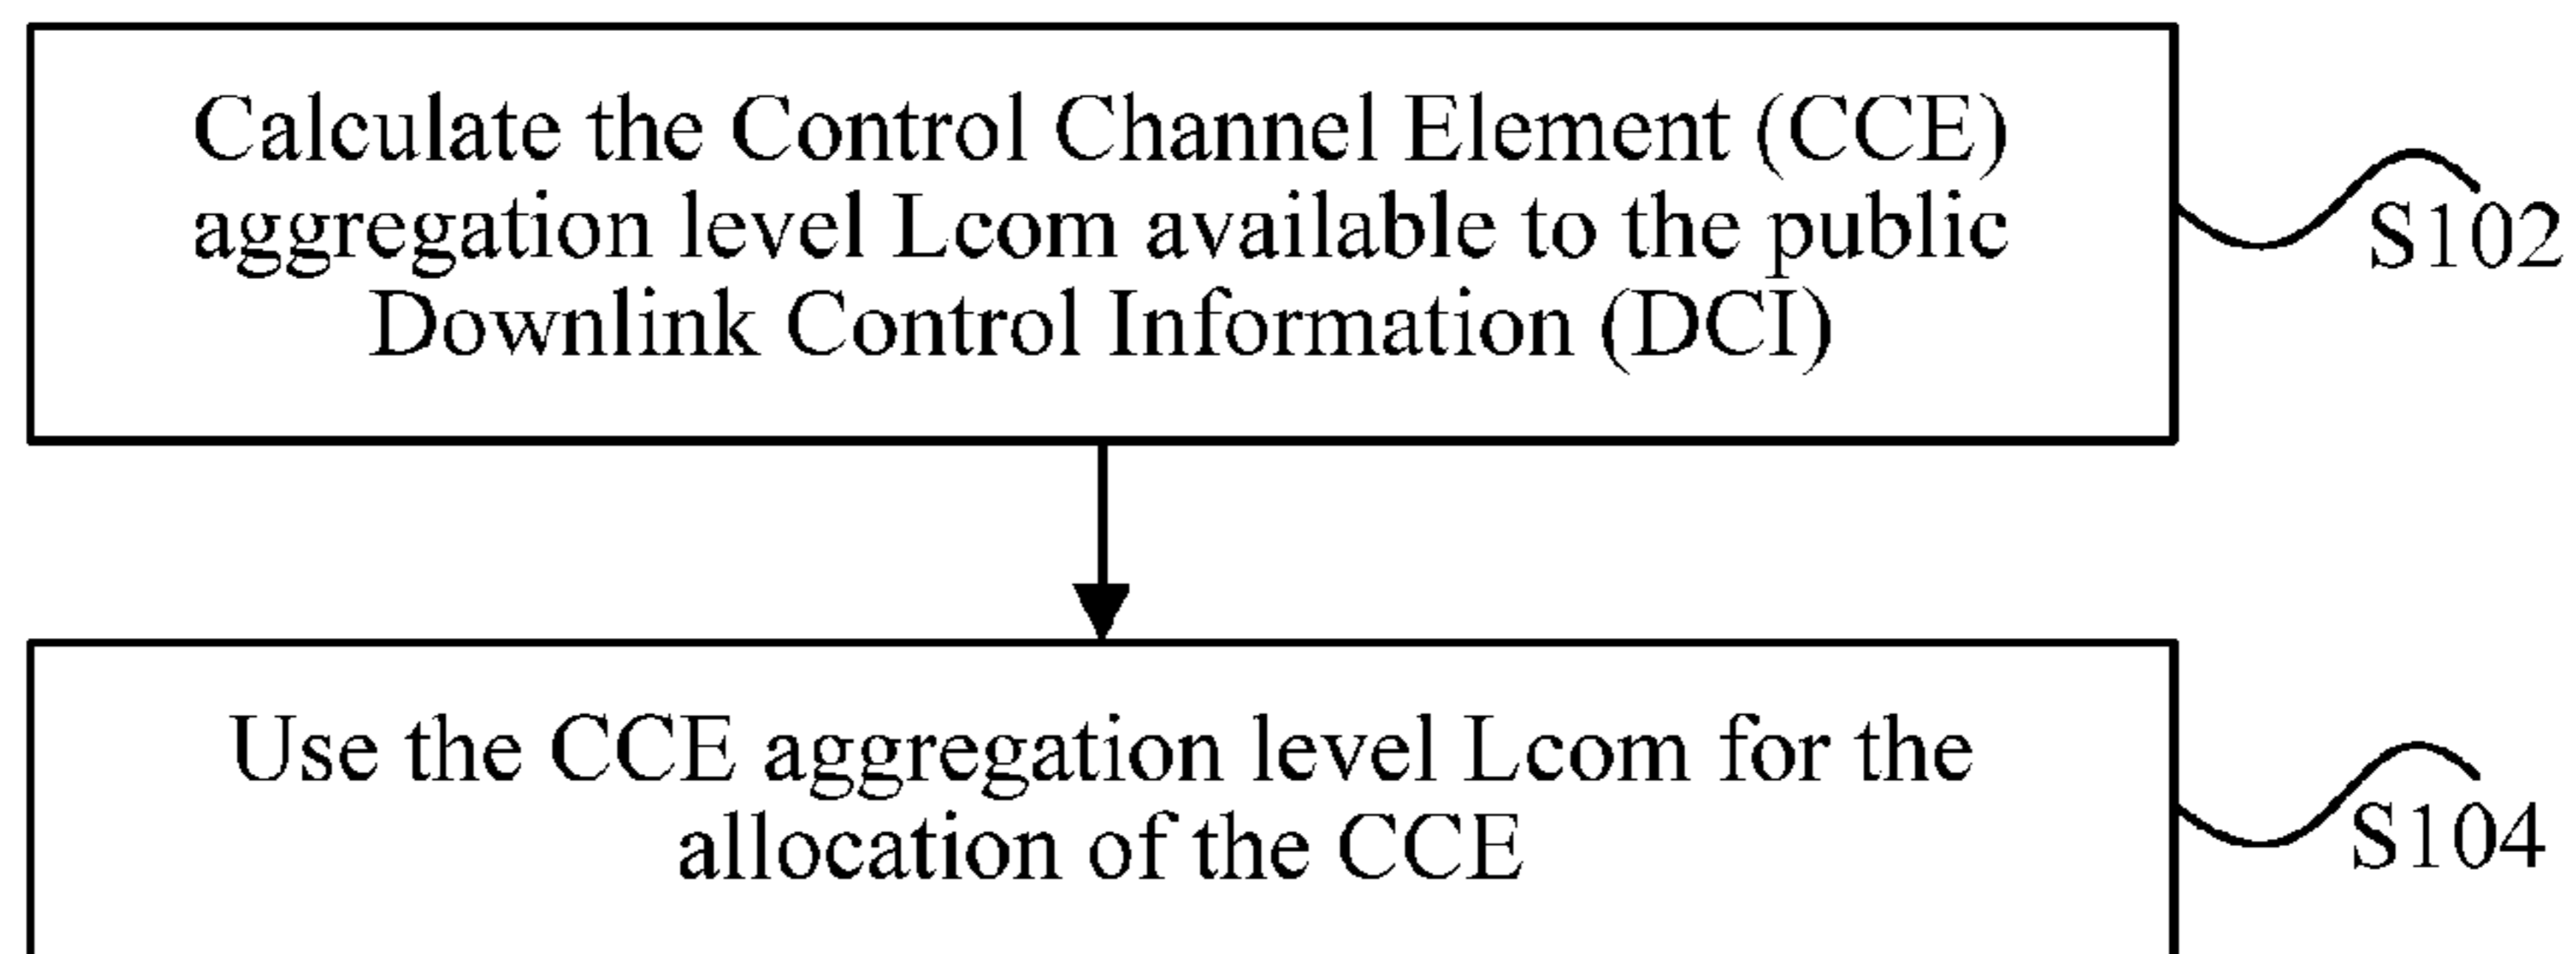 Calculate the Control Channel Element (CCE)
aggregation level Lcom available to the public
Downlink Control Information (DCI)
S102
Use the CCE aggregation level Lcom for the
allocation of the CCE
S104